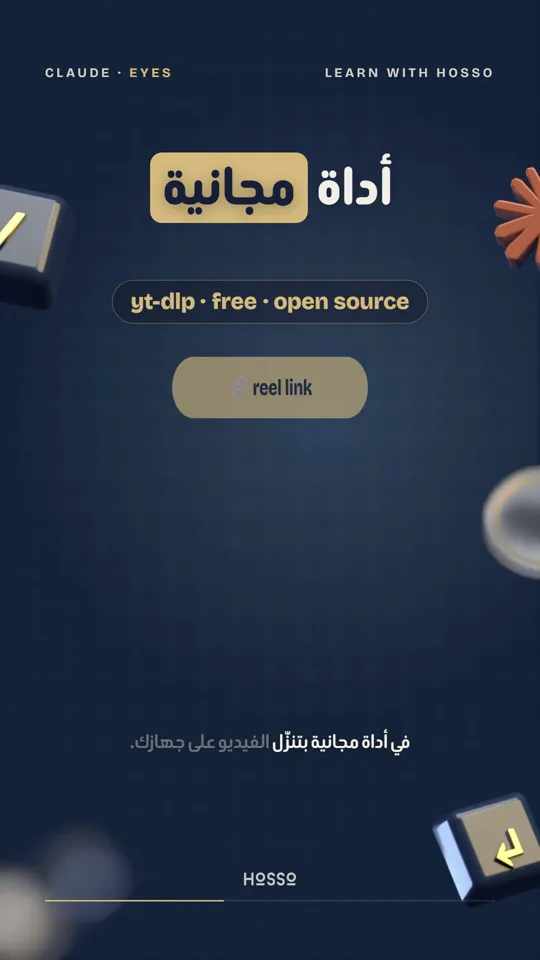 CLAUDE · EYES
LEARN WITH HOSSO
أداة مجانية
yt-dlp · free · open source
reel link
في أداة مجانية بتنزّل الفيديو على جهازك.
HOSSO